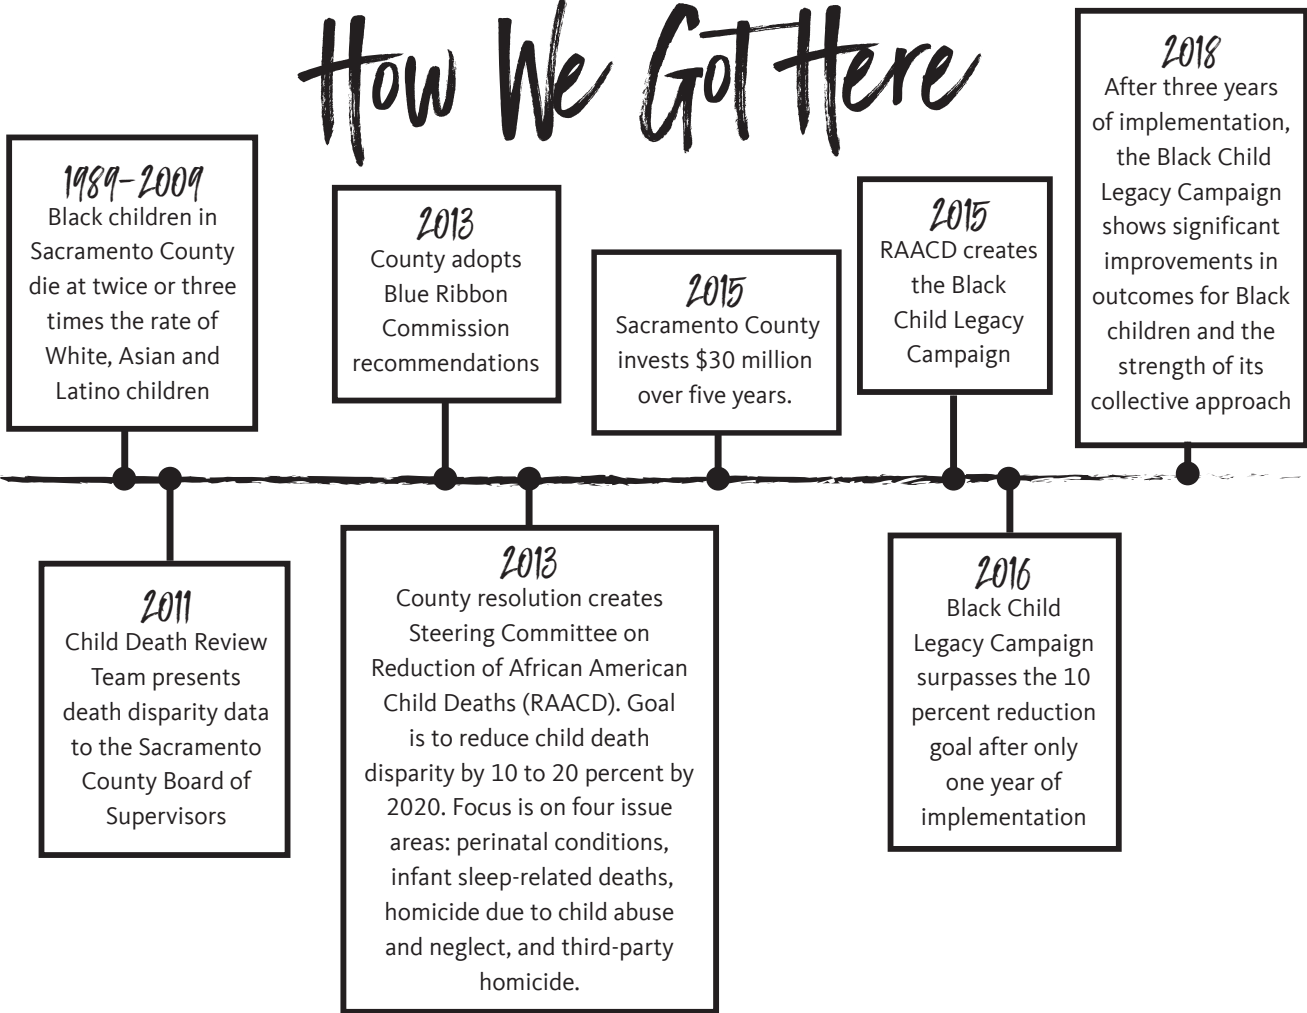 How We Got Here
1989-2009
Black children in
Sacramento County
die at twice or three
times the rate of
White, Asian and
Latino children
2011
Child Death Review
Team presents
death disparity data
to the Sacramento
County Board of
Supervisors
2013
County adopts
Blue Ribbon
Commission
recommendations
2013
County resolution creates
Steering Committee on
Reduction of African American
Child Deaths (RAACD). Goal
is to reduce child death
disparity by 10 to 20 percent by
2020. Focus is on four issue
areas: perinatal conditions,
infant sleep-related deaths,
homicide due to child abuse
and neglect, and third-party
homicide.
2015
Sacramento County
invests $30 million
over five years.
2015
RAACD creates
the Black
Child Legacy
Campaign
2016
Black Child
Legacy Campaign
surpasses the 10
percent reduction
goal after only
one year of
implementation
2018
After three years
of implementation,
the Black Child
Legacy Campaign
shows significant
improvements in
outcomes for Black
children and the
strength of its
collective approach